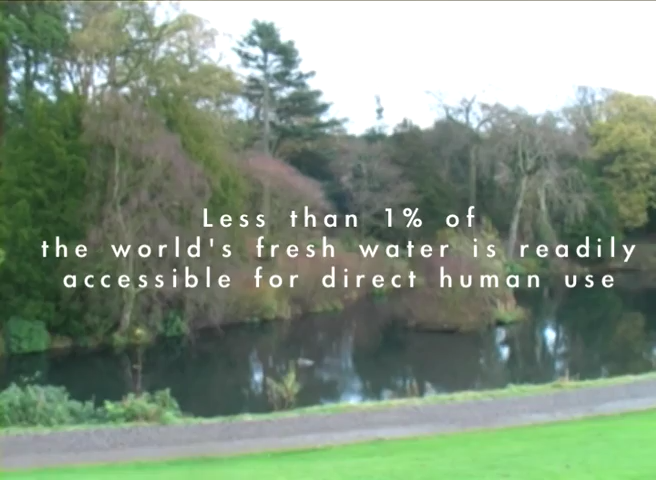 Less than 1% of
the world's fresh water is readily
accessible for direct human use